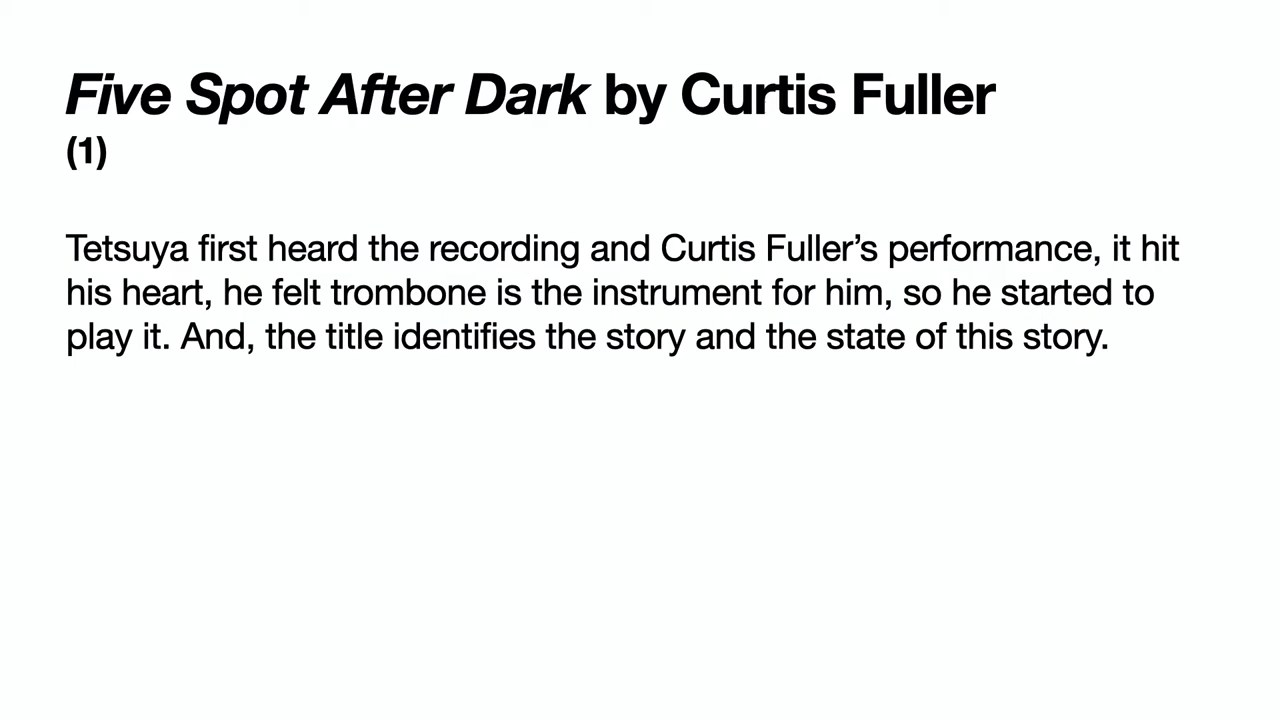 Five Spot After Dark by Curtis Fuller
(1)
Tetsuya first heard the recording and Curtis Fuller’s performance, it hit
his heart, he felt trombone is the instrument for him, so he started to
play it. And, the title identifies the story and the state of this story.